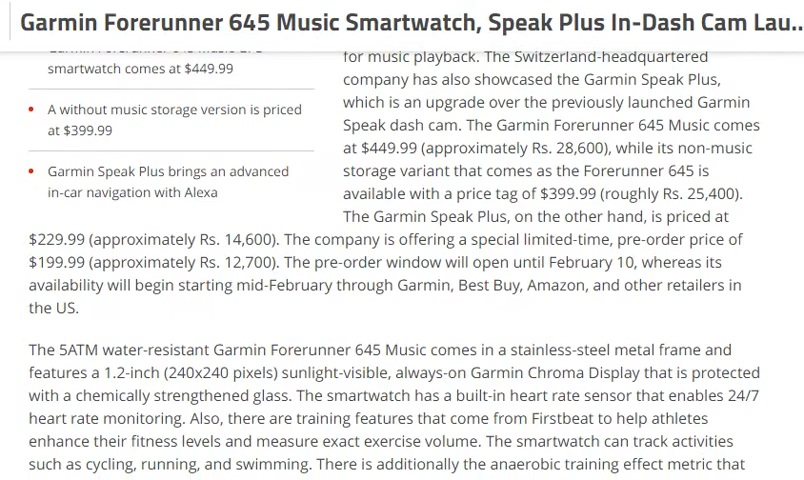 Garmin Forerunner 645 Music Smartwatch, Speak Plus In-Dash Cam Lau..
smartwatch comes at $449.99
• A without music storage version is priced
at $399.99
• Garmin Speak Plus brings an advanced
in-car navigation with Alexa
for music playback. The Switzerland-headquartered
company has also showcased the Garmin Speak Plus,
which is an upgrade over the previously launched Garmin
Speak dash cam. The Garmin Forerunner 645 Music comes
at $449.99 (approximately Rs. 28,600), while its non-music
storage variant that comes as the Forerunner 645 is
available with a price tag of $399.99 (roughly Rs. 25,400).
The Garmin Speak Plus, on the other hand, is priced at
$229.99 (approximately Rs. 14,600). The company is offering a special limited-time, pre-order price of
$199.99 (approximately Rs. 12,700). The pre-order window will open until February 10, whereas its
availability will begin starting mid-February through Garmin, Best Buy, Amazon, and other retailers in
the US.
The 5ATM water-resistant Garmin Forerunner 645 Music comes in a stainless-steel metal frame and
features a 1.2-inch (240x240 pixels) sunlight-visible, always-on Garmin Chroma Display that is protected
with a chemically strengthened glass. The smartwatch has a built-in heart rate sensor that enables 24/7
heart rate monitoring. Also, there are training features that come from Firstbeat to help athletes
enhance their fitness levels and measure exact exercise volume. The smartwatch can track activities
such as cycling, running, and swimming. There is additionally the anaerobic training effect metric that